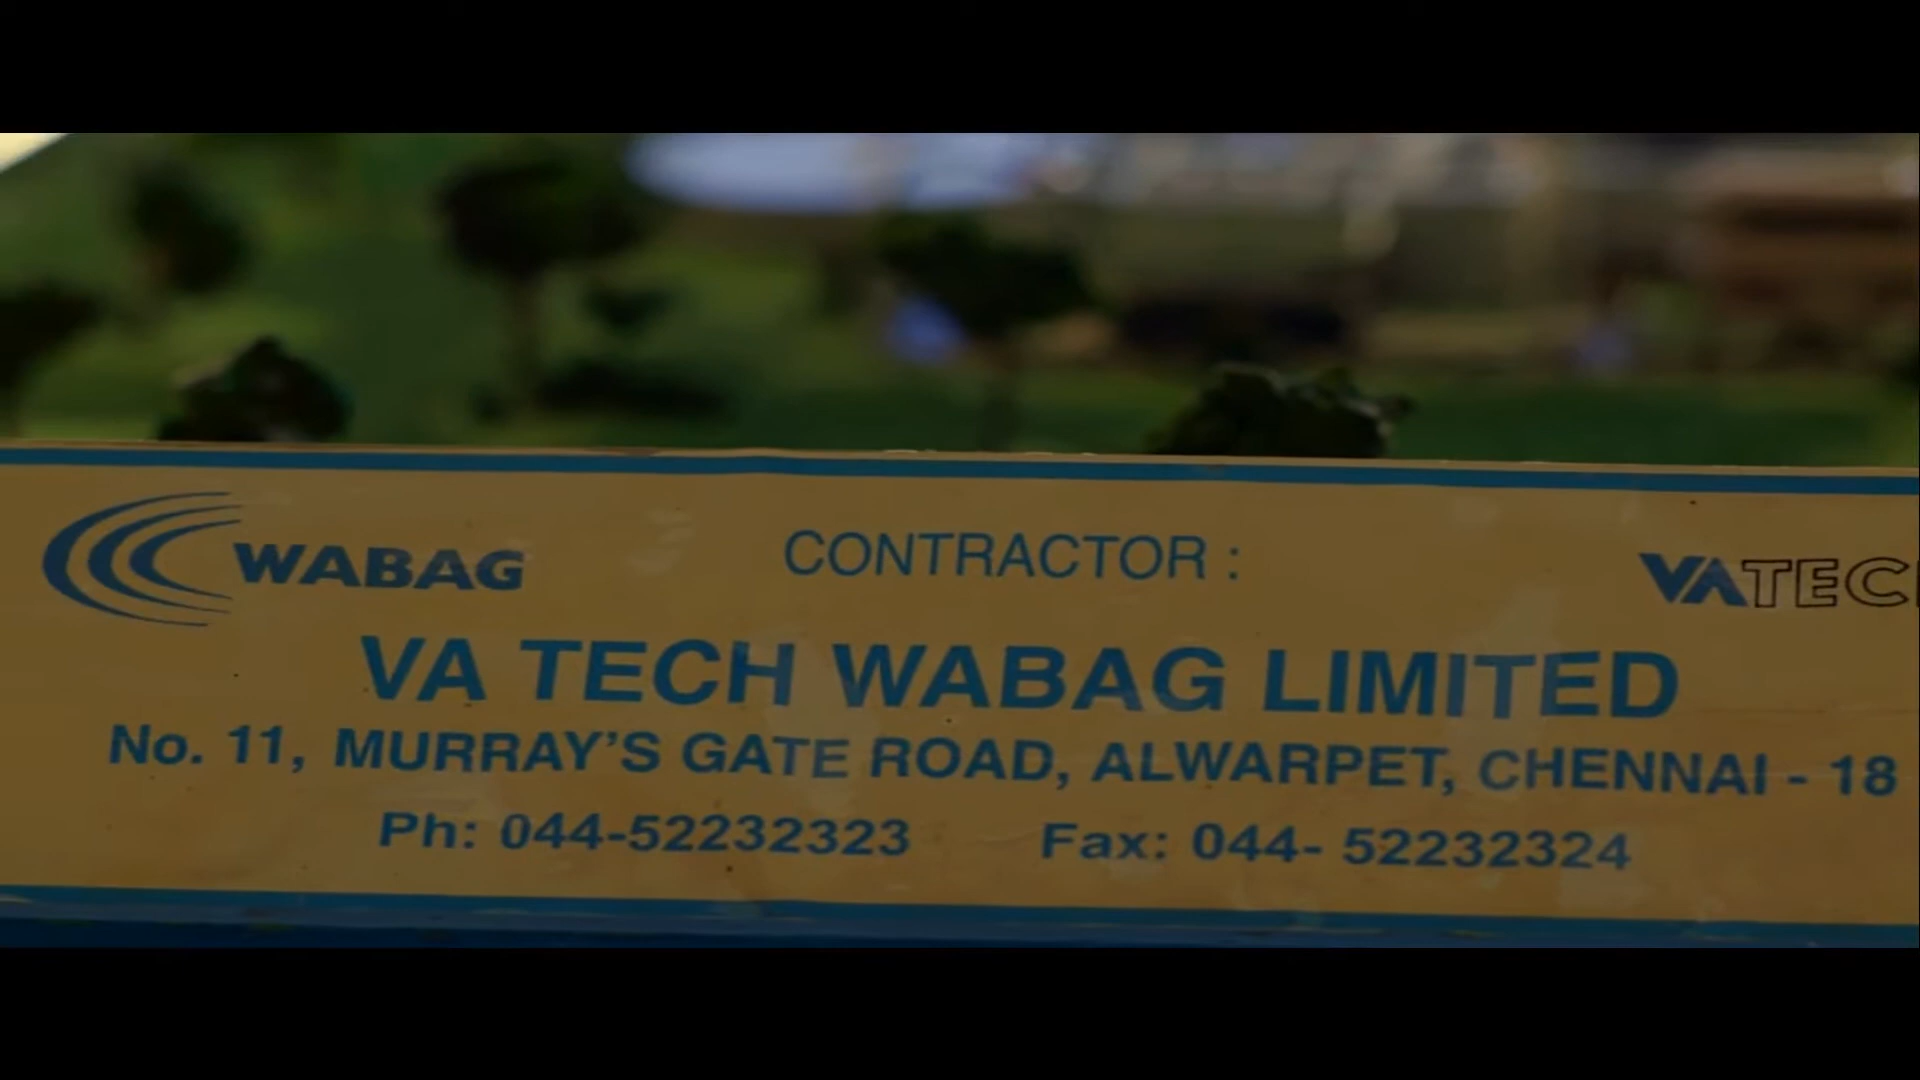 WABAG CONTRACTOR : VATEC
VA TECH WABAG LIMITED
No. 11, MURRAY'S GATE ROAD, ALWARPET, CHENNAI - 18
Ph: 044-52232323 Fax: 044- 52232324